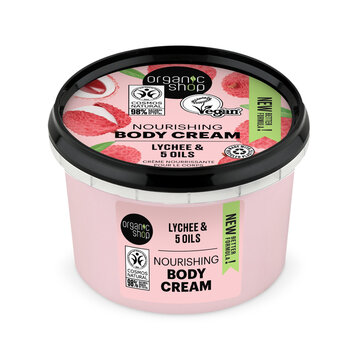 organic
shop
COSMOS
NATURAL
98%
Vegan
NEW BETTER
FORMULA!
NOURISHING
BODY CREAM
LYCHEE &
5 OILS
CRÈME NOURRISSANTE
POUR LE CORPS
organic
shop
LYCHEE &
5 OILS
NEW BETTER
FORMULA!
COSMOS
NATURAL
98%
NOURISHING
BODY
CREAM